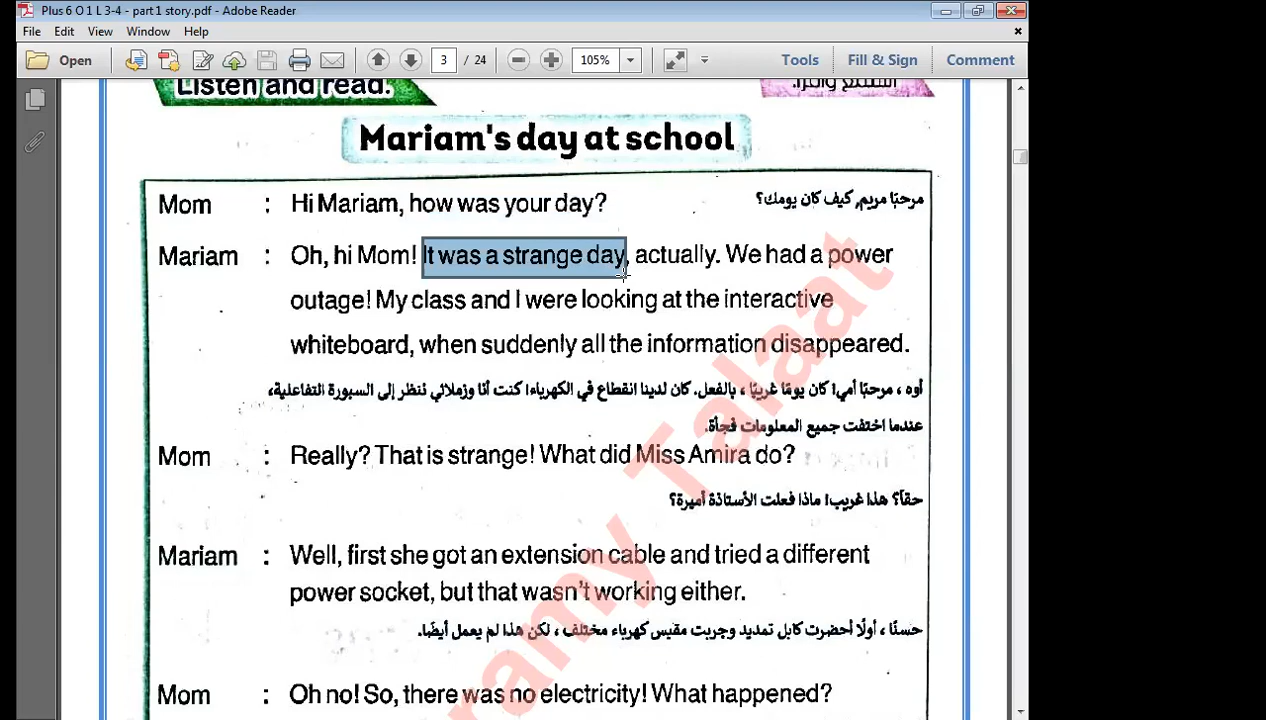 Plus 6 O 1 L 3-4 - part 1 story.pdf - Adobe Reader
File Edit View Window Help
Open 3 / 24 105% Tools Fill & Sign Comment
Listen and read. استمع واقرأ.
Mariam's day at school
Mom : Hi Mariam, how was your day? مرحبًا مريم، كيف كان يومك؟
Mariam : Oh, hi Mom! It was a strange day, actually. We had a power
outage! My class and I were looking at the interactive
whiteboard, when suddenly all the information disappeared.
أوه ، مرحبًا أمي! كان يومًا غريبًا ، بالفعل. كان لدينا انقطاع في الكهرباء! كنت أنا وزملائي ننظر إلى السبورة التفاعلية،
عندما اختفت جميع المعلومات فجأة.
Mom : Really? That is strange! What did Miss Amira do?
حقاً؟ هذا غريب! ماذا فعلت الأستاذة أميرة؟
Mariam : Well, first she got an extension cable and tried a different
power socket, but that wasn't working either.
حسنًا ، أولًا أحضرت كابل تمديد وجربت مقبس كهرباء مختلف ، لكن هذا لم يعمل أيضًا.
Mom : Oh no! So, there was no electricity! What happened?
ramy Talaat